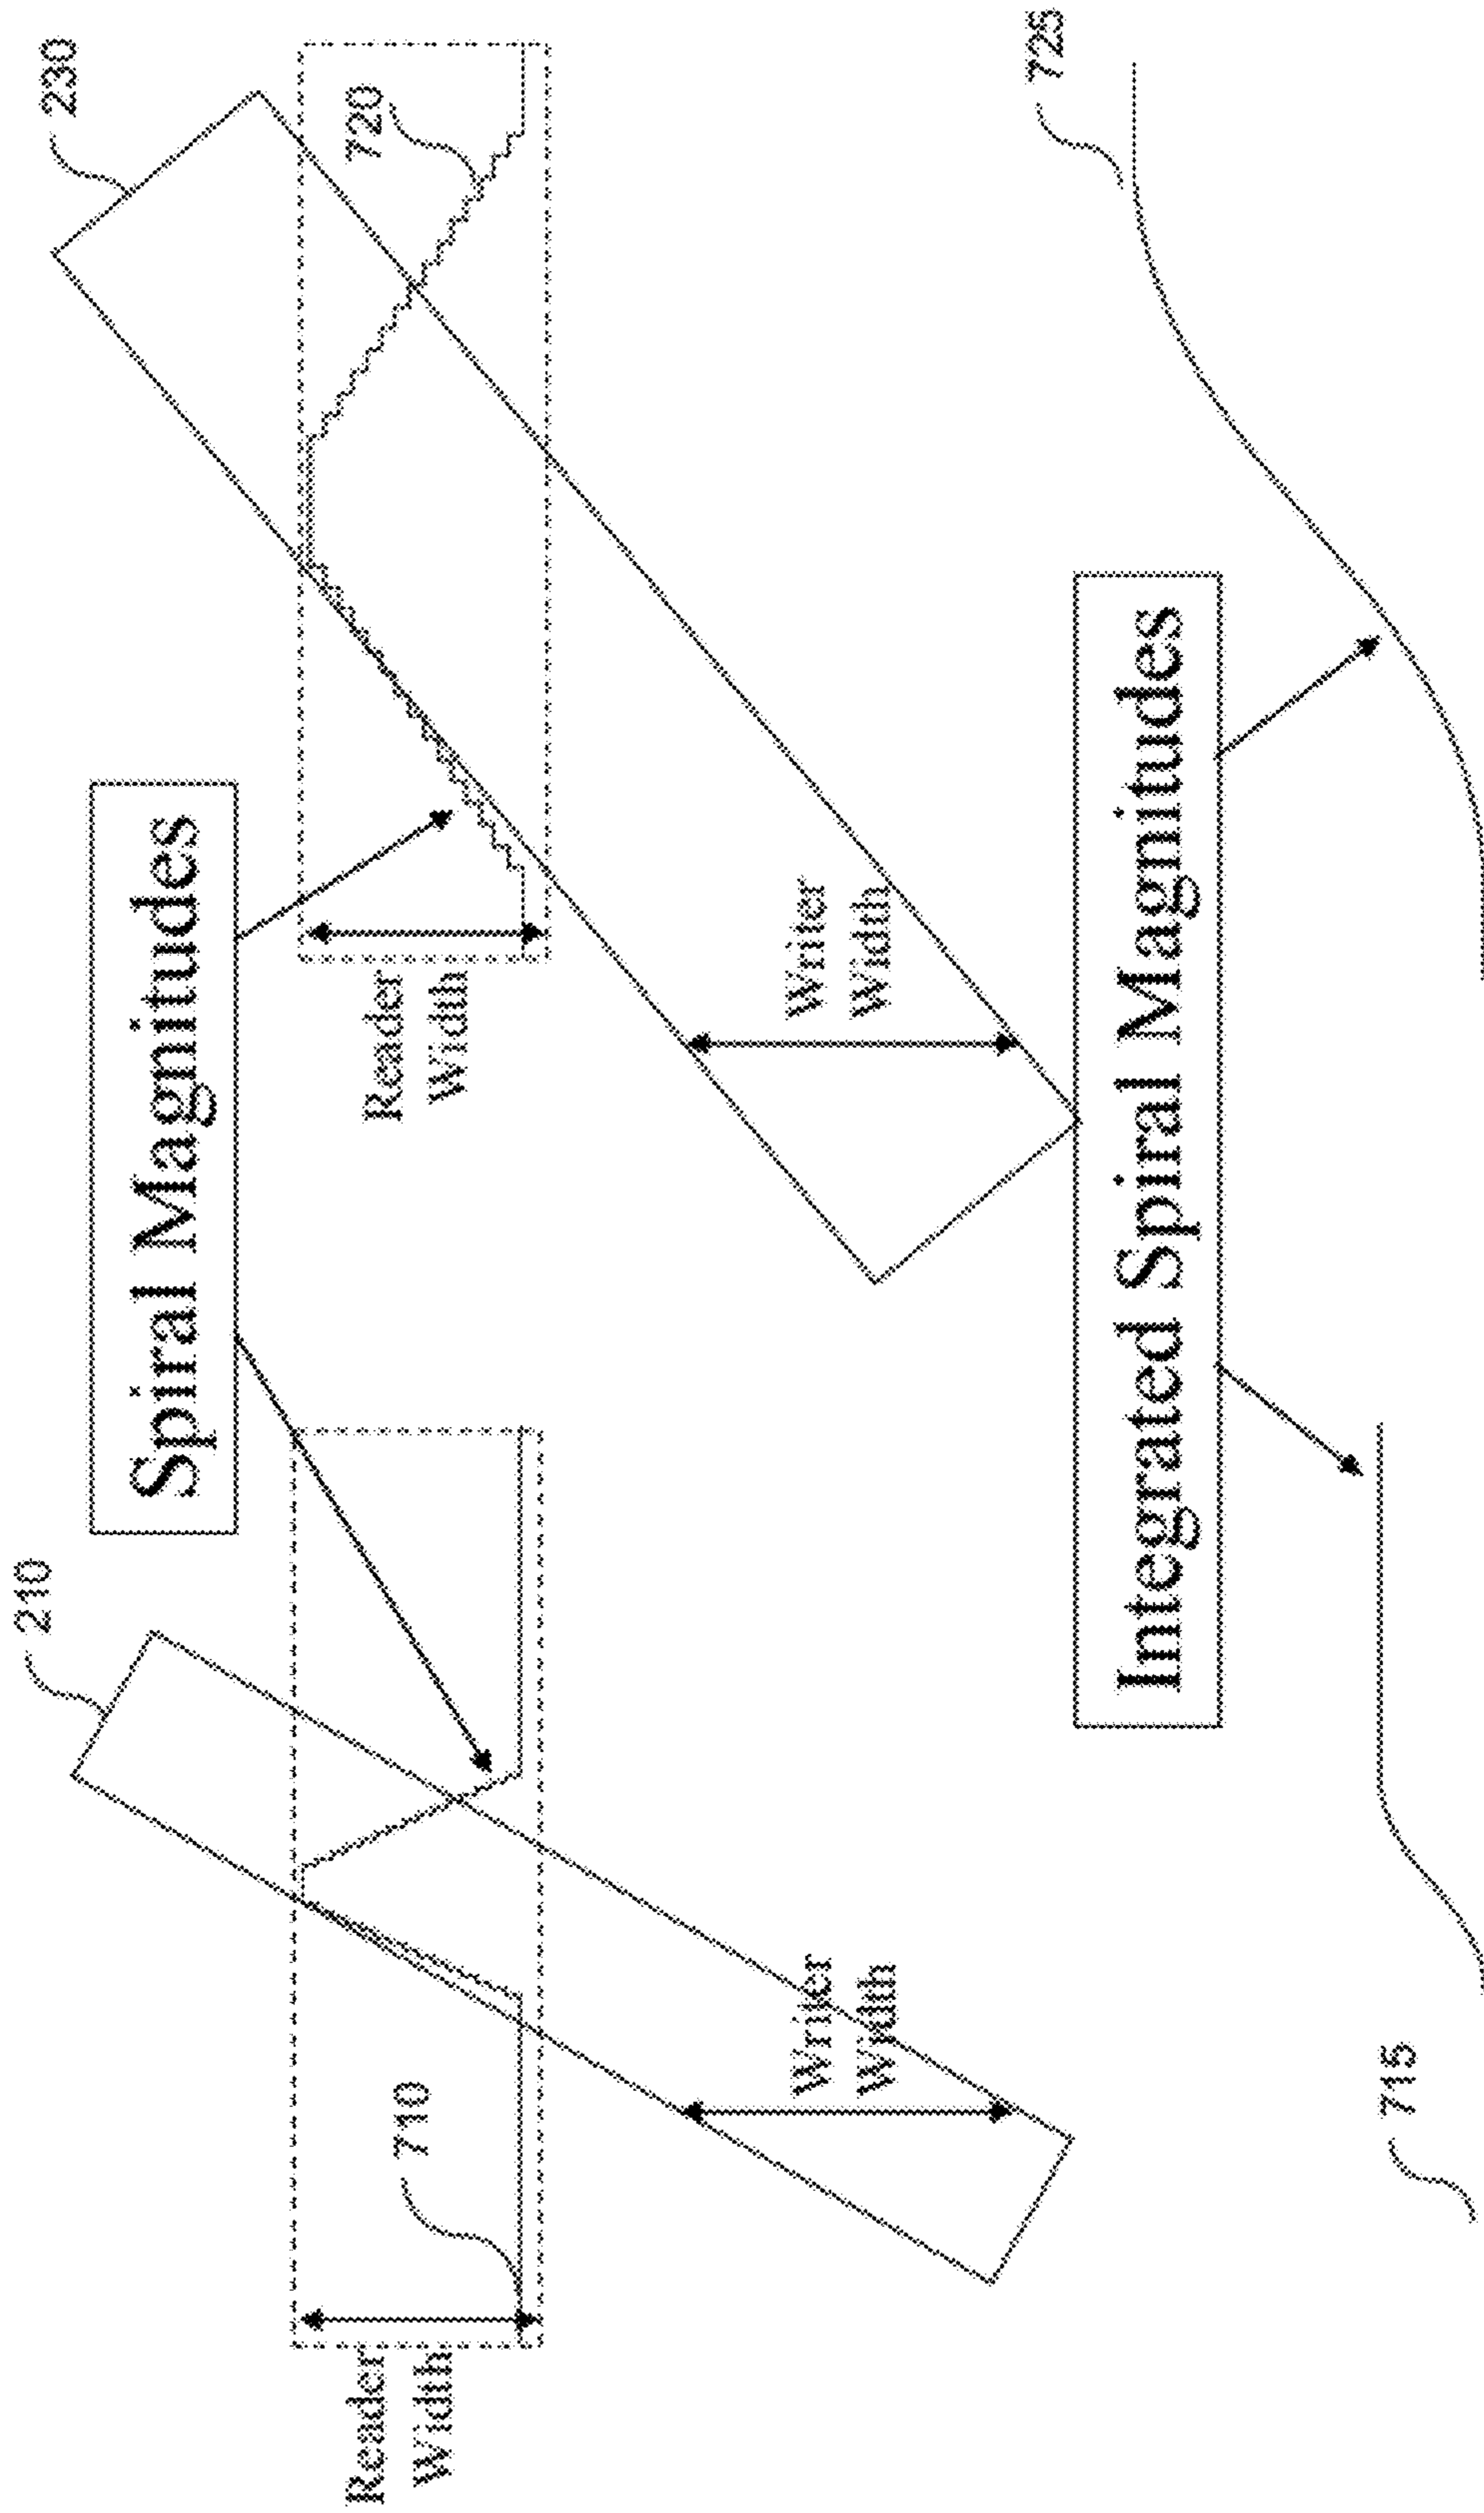 210
230
Spiral Magnitudes
720
Reader
Width
710
Reader
Width
Writer
Width
Writer
Width
Integrated Spiral Magnitudes
725
715